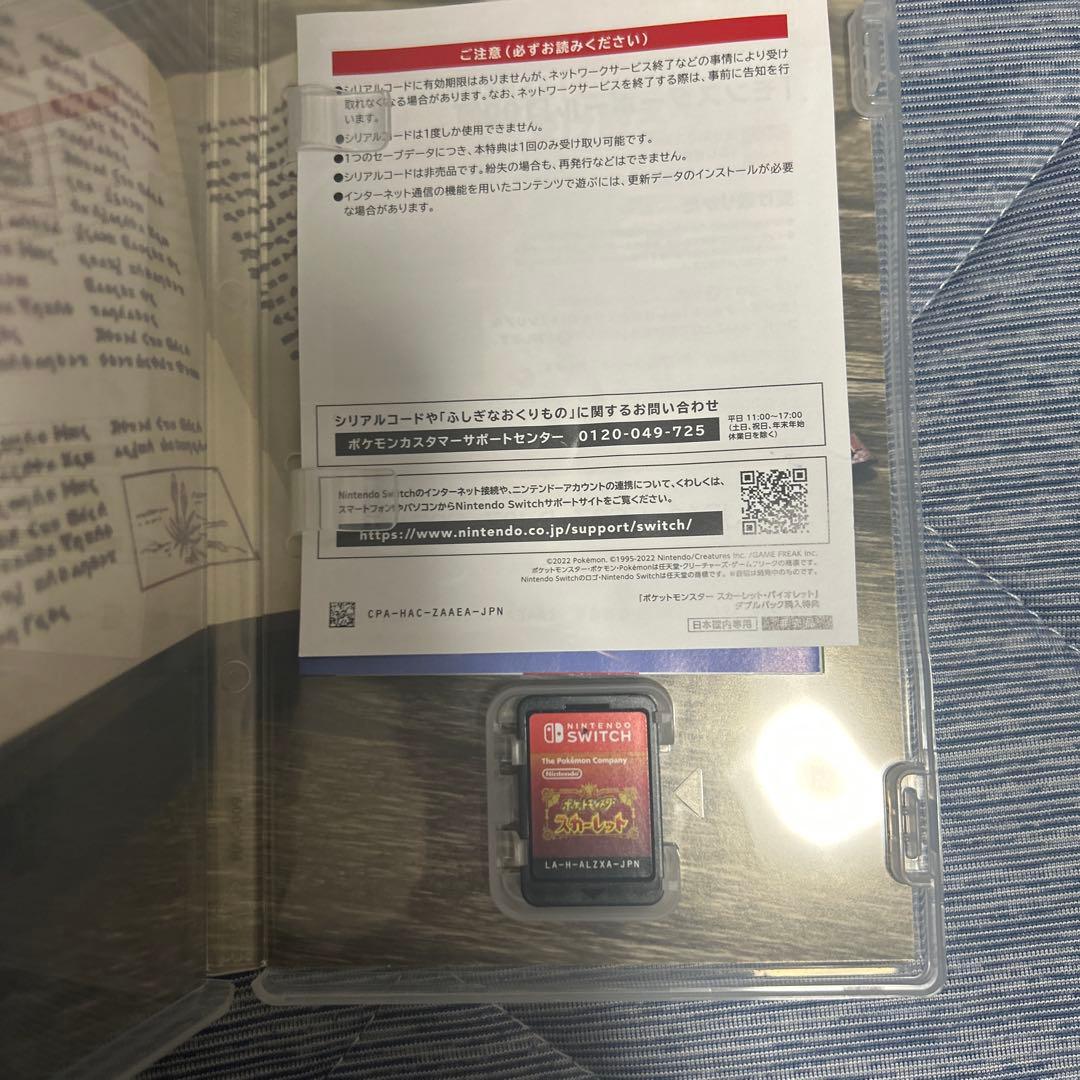 ご注意(必ずお読みください)
●シリアルコードに有効期限はありませんが、ネットワークサービス終了などの事情により受け
取れなくなる場合があります。なお、ネットワークサービスを終了する際は、事前に告知を行
います。
●シリアルコードは1度しか使用できません。
●1つのセーブデータにつき、本特典は1回のみ受け取り可能です。
●シリアルコードは非売品です。紛失の場合も、再発行などはできません。
●インターネット通信の機能を用いたコンテンツで遊ぶには、更新データのインストールが必要
な場合があります。
シリアルコードや「ふしぎなおくりもの」に関するお問い合わせ
ポケモンカスタマーサポートセンター 0120-049-725
平日 11:00~17:00
(土日、祝日、年末年始
休業日を除く)
Nintendo Switchのインターネット接続や、ニンテンドーアカウントの連携について、くわしくは、
スマートフォンやパソコンからNintendo Switchサポートサイトをご覧ください。
https://www.nintendo.co.jp/support/switch/
©2022 Pokémon. ©1995-2022 Nintendo/Creatures Inc. /GAME FREAK inc.
ポケットモンスター・ポケモン・Pokémonは任天堂・クリーチャーズ・ゲームフリークの商標です。
Nintendo Switchのロゴ・Nintendo Switchは任天堂の商標です。 ※画面は開発中のものです。
『ポケットモンスター スカーレット・バイオレット』
ダブルパック購入特典
CPA-HAC-ZAAEA-JPN
日本国内専用
NINTENDO
SWITCH
The Pokémon Company
Nintendo
ポケットモンスター
スカーレット
LA-H-ALZXA-JPN